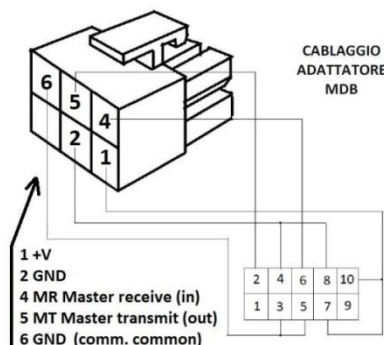 CABLAGGIO
ADATTATORE
MDB
6 5 4
2 1
1 +V
2 GND
4 MR Master receive (in)
5 MT Master transmit (out)
6 GND (comm. common)
2 4 6 8 10
1 3 5 7 9